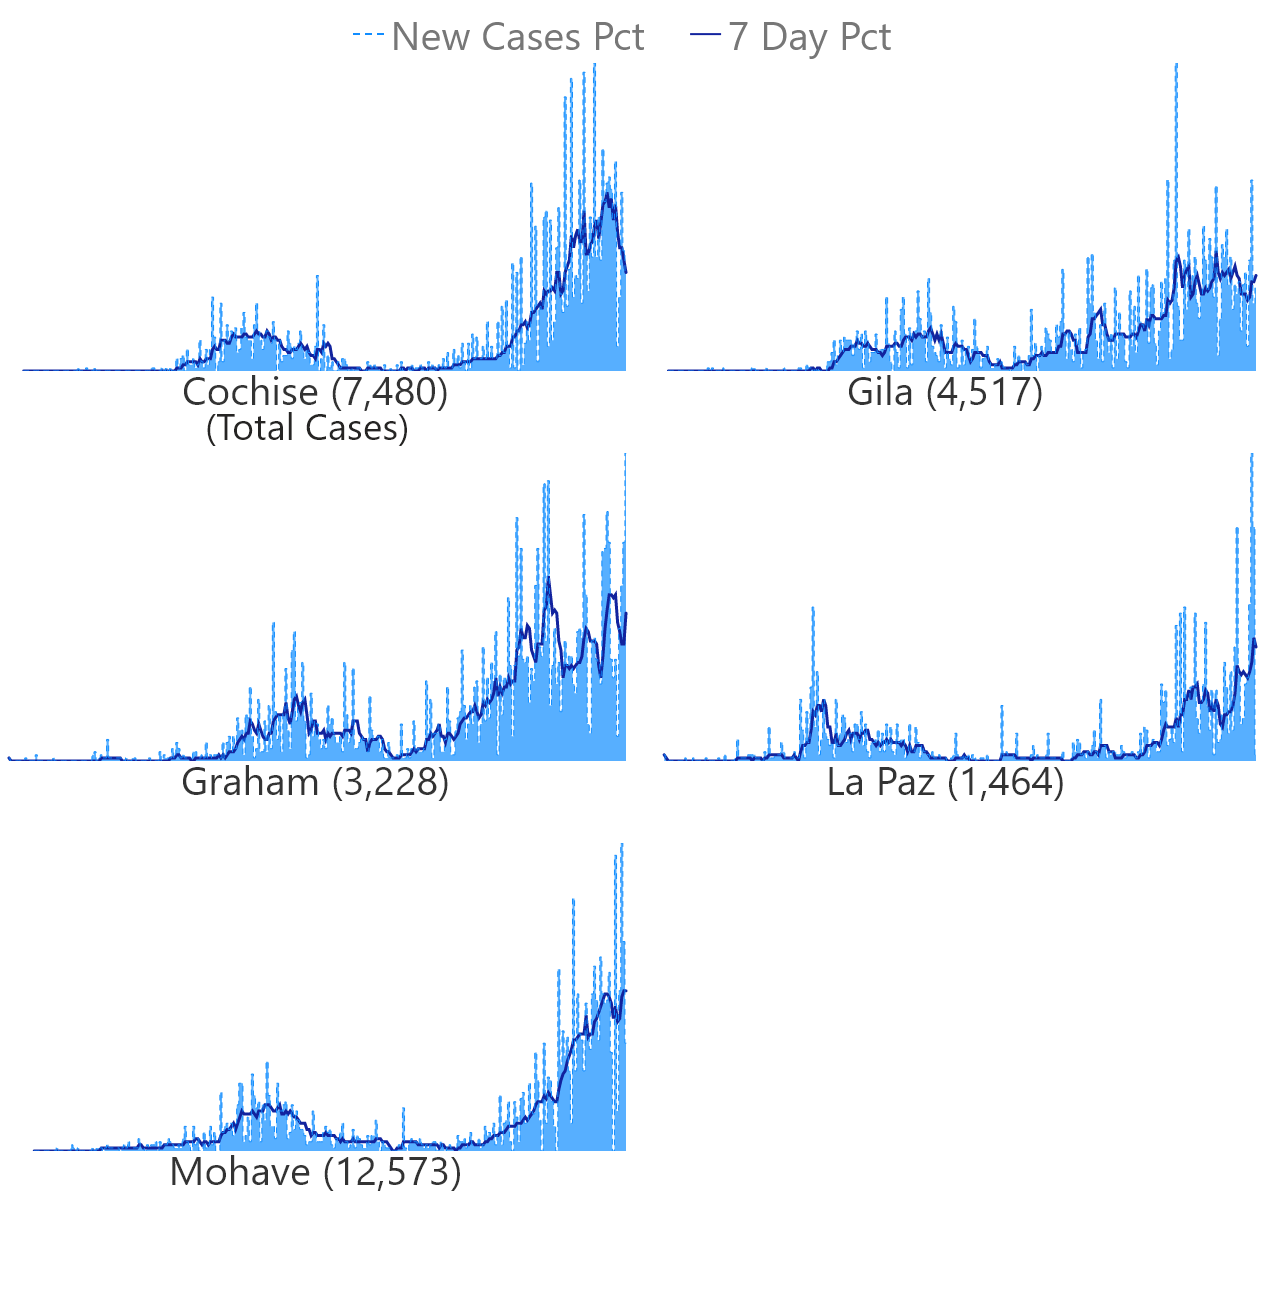 New Cases Pct 7 Day Pct
Cochise (7,480) Gila (4,517)
(Total Cases)
Graham (3,228) La Paz (1,464)
Mohave (12,573)